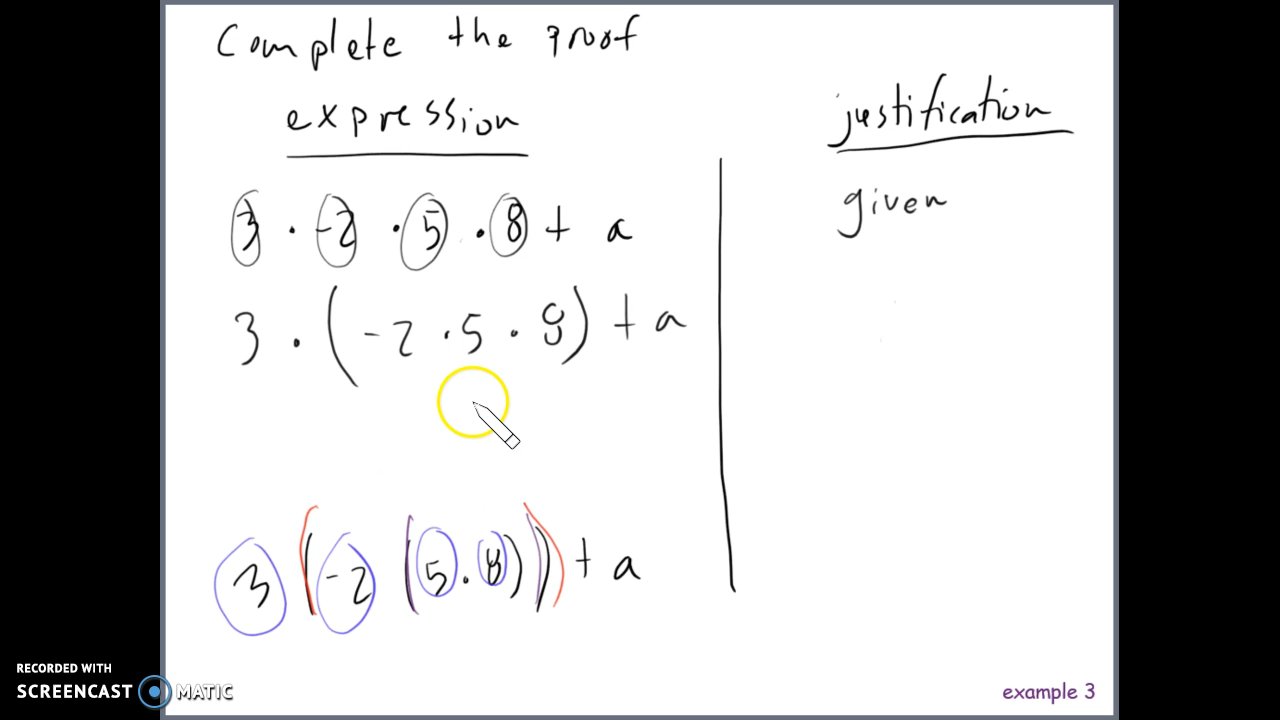 Complete the proof
expression
justification
3 · -2 · 5 · 8 + a
given
3 · (-2 · 5 · 8) + a
3 (-2 (5 · 8)) + a
RECORDED WITH
SCREENCAST MATIC
example 3